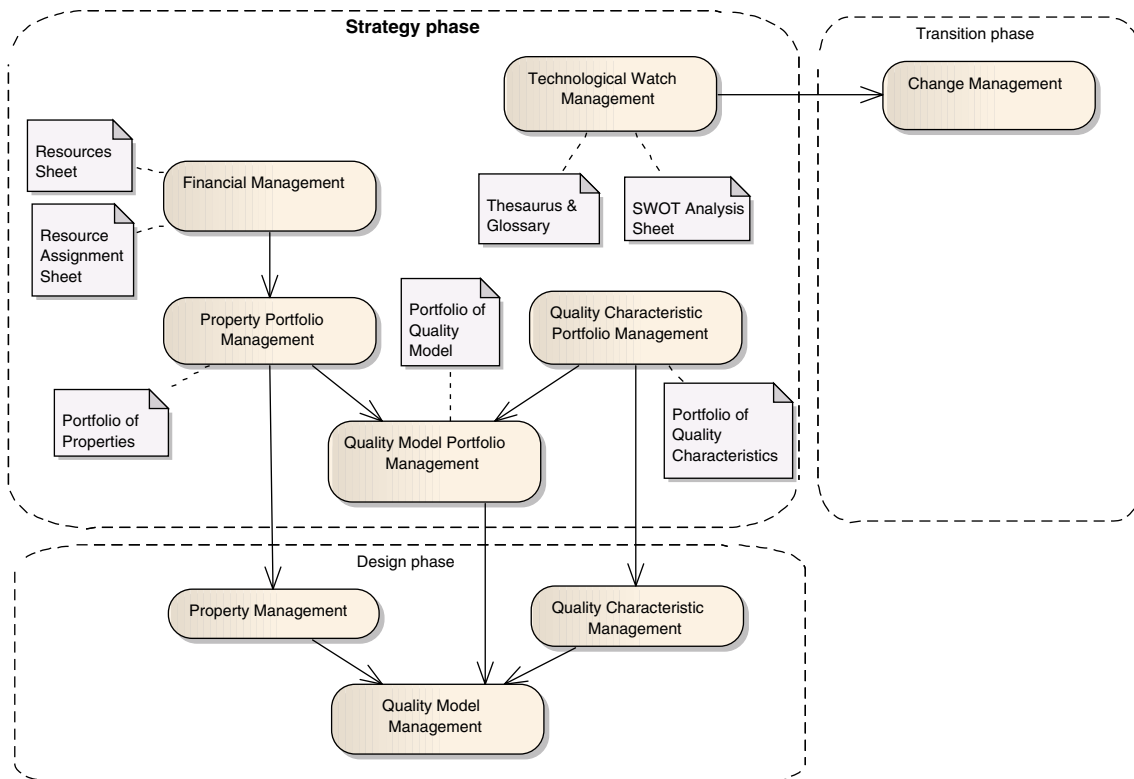 Strategy phase
Transition phase
Technological Watch
Management
Change Management
Resources
Sheet
Financial Management
Thesaurus &
Glossary
SWOT Analysis
Sheet
Resource
Assignment
Sheet
Property Portfolio
Management
Portfolio of
Quality
Model
Quality Characteristic
Portfolio Management
Portfolio of
Properties
Quality Model Portfolio
Management
Portfolio of
Quality
Characteristics
Design phase
Property Management
Quality Characteristic
Management
Quality Model
Management